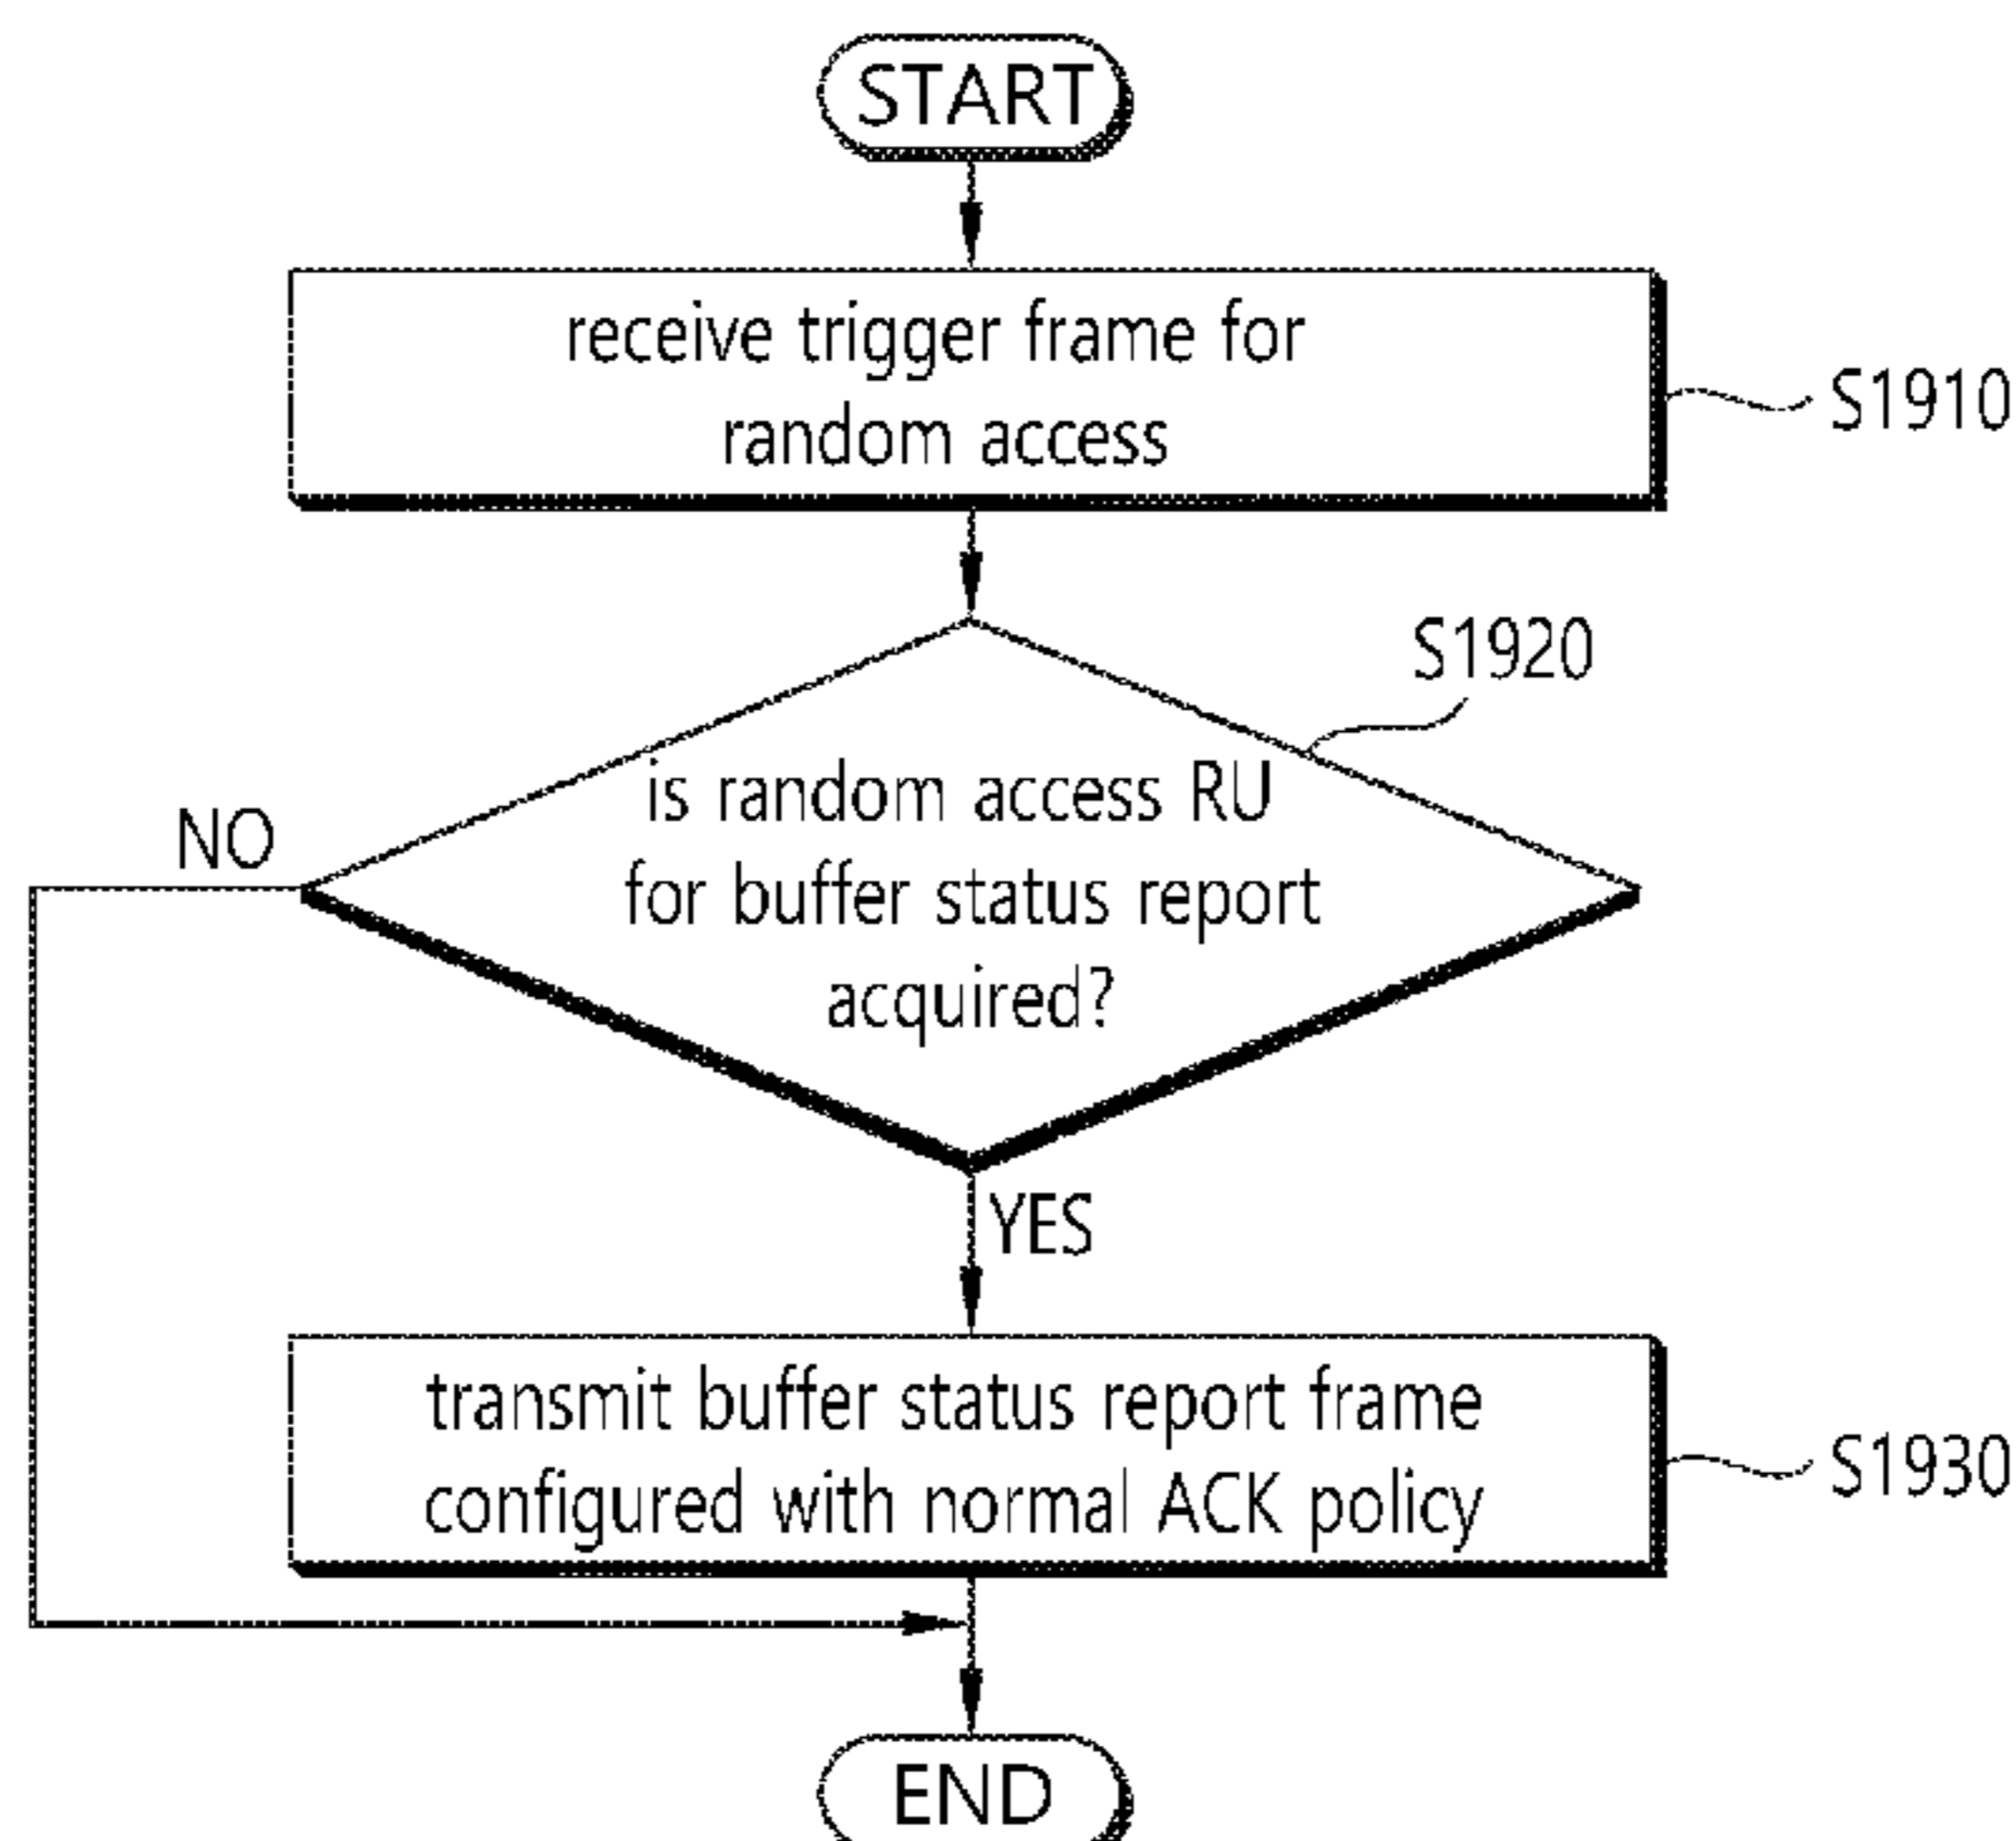 START
receive trigger frame for
random access
S1910
S1920
is random access RU
for buffer status report
acquired?
NO
YES
transmit buffer status report frame
configured with normal ACK policy
S1930
END